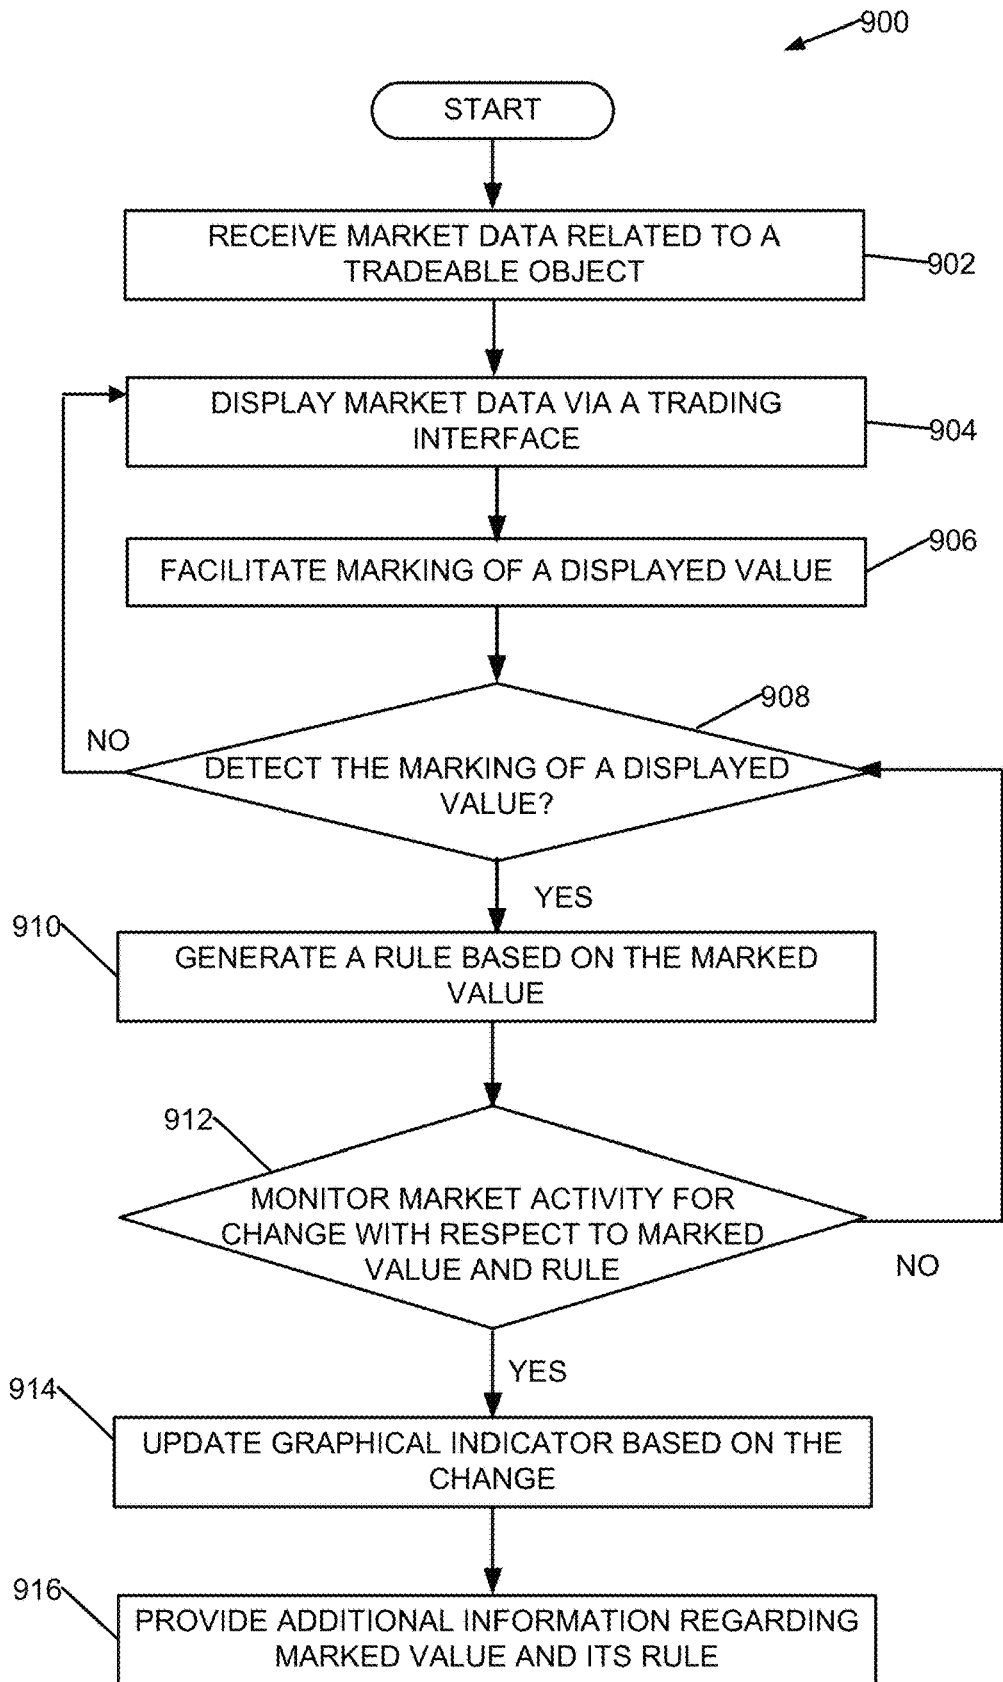 900
START
RECEIVE MARKET DATA RELATED TO A
TRADEABLE OBJECT
902
DISPLAY MARKET DATA VIA A TRADING
INTERFACE
904
FACILITATE MARKING OF A DISPLAYED VALUE
906
908
NO
DETECT THE MARKING OF A DISPLAYED
VALUE?
YES
910
GENERATE A RULE BASED ON THE MARKED
VALUE
912
MONITOR MARKET ACTIVITY FOR
CHANGE WITH RESPECT TO MARKED
VALUE AND RULE
NO
YES
914
UPDATE GRAPHICAL INDICATOR BASED ON THE
CHANGE
916
PROVIDE ADDITIONAL INFORMATION REGARDING
MARKED VALUE AND ITS RULE